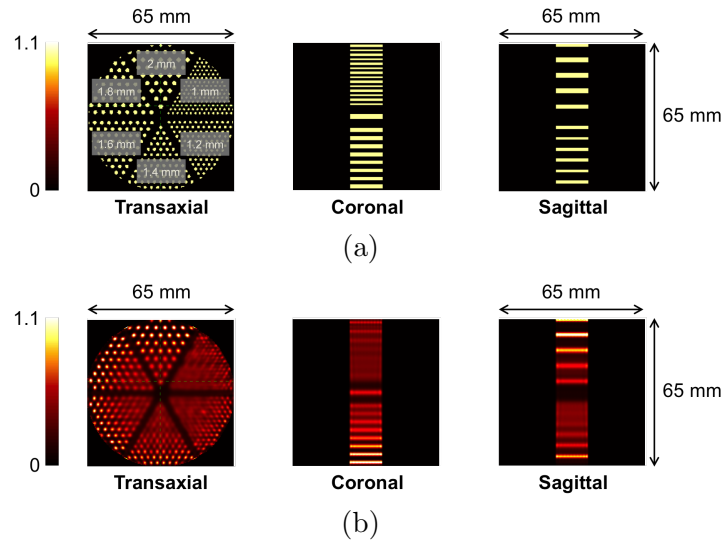 65 mm
65 mm
1.1
2 mm
1.8 mm
1 mm
65 mm
1.6 mm
1.2 mm
1.4 mm
0
Transaxial
Coronal
Sagittal
(a)
65 mm
65 mm
1.1
65 mm
0
Transaxial
Coronal
Sagittal
(b)